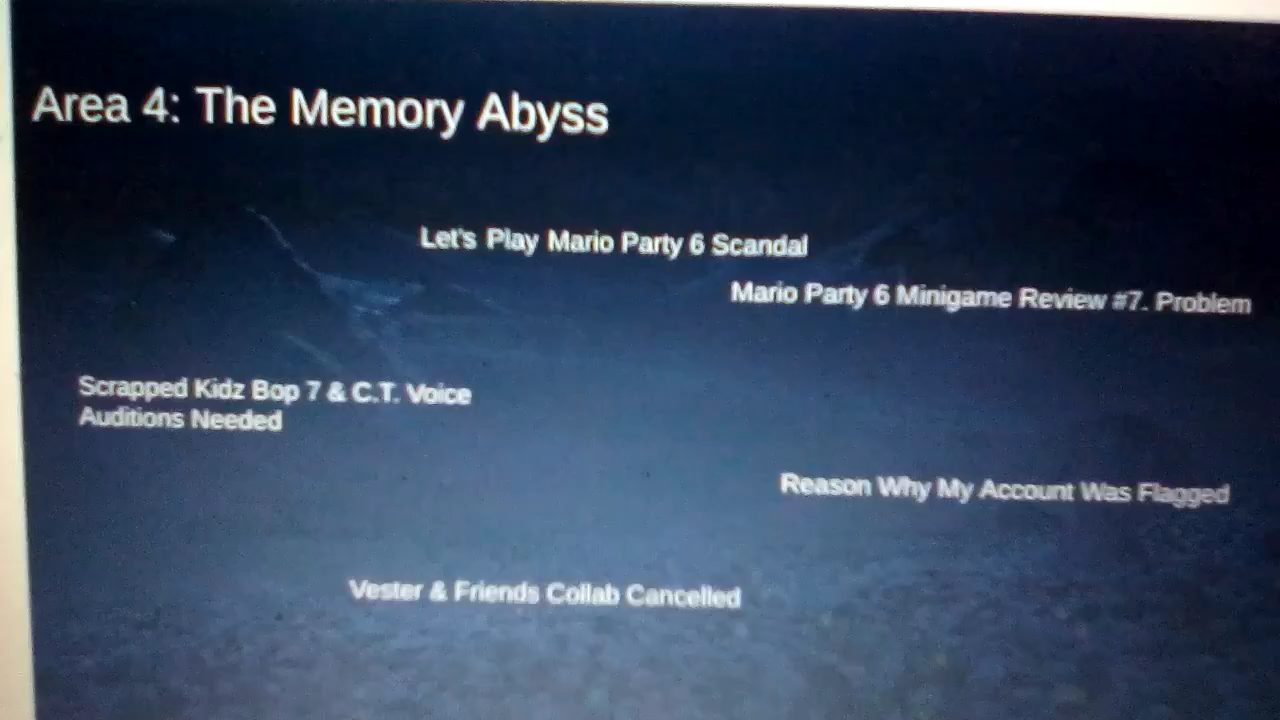 Area 4: The Memory Abyss
Let's Play Mario Party 6 Scandal
Mario Party 6 Minigame Review #7. Problem
Scrapped Kidz Bop 7 & C.T. Voice
Auditions Needed
Reason Why My Account Was Flagged
Vester & Friends Collab Cancelled